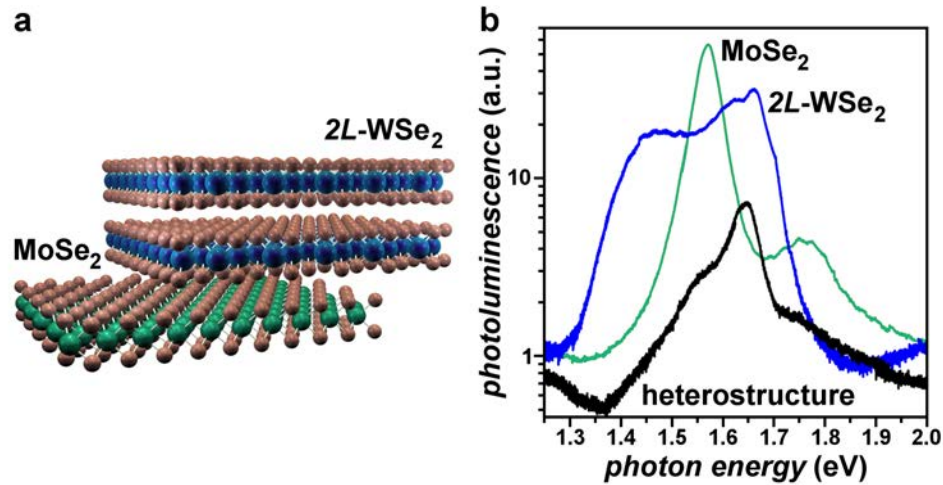 a
2L-WSe₂
MoSe₂
b
MoSe₂
2L-WSe₂
heterostructure
photoluminescence (a.u.)
10
1
1.3 1.4 1.5 1.6 1.7 1.8 1.9 2.0
photon energy (eV)